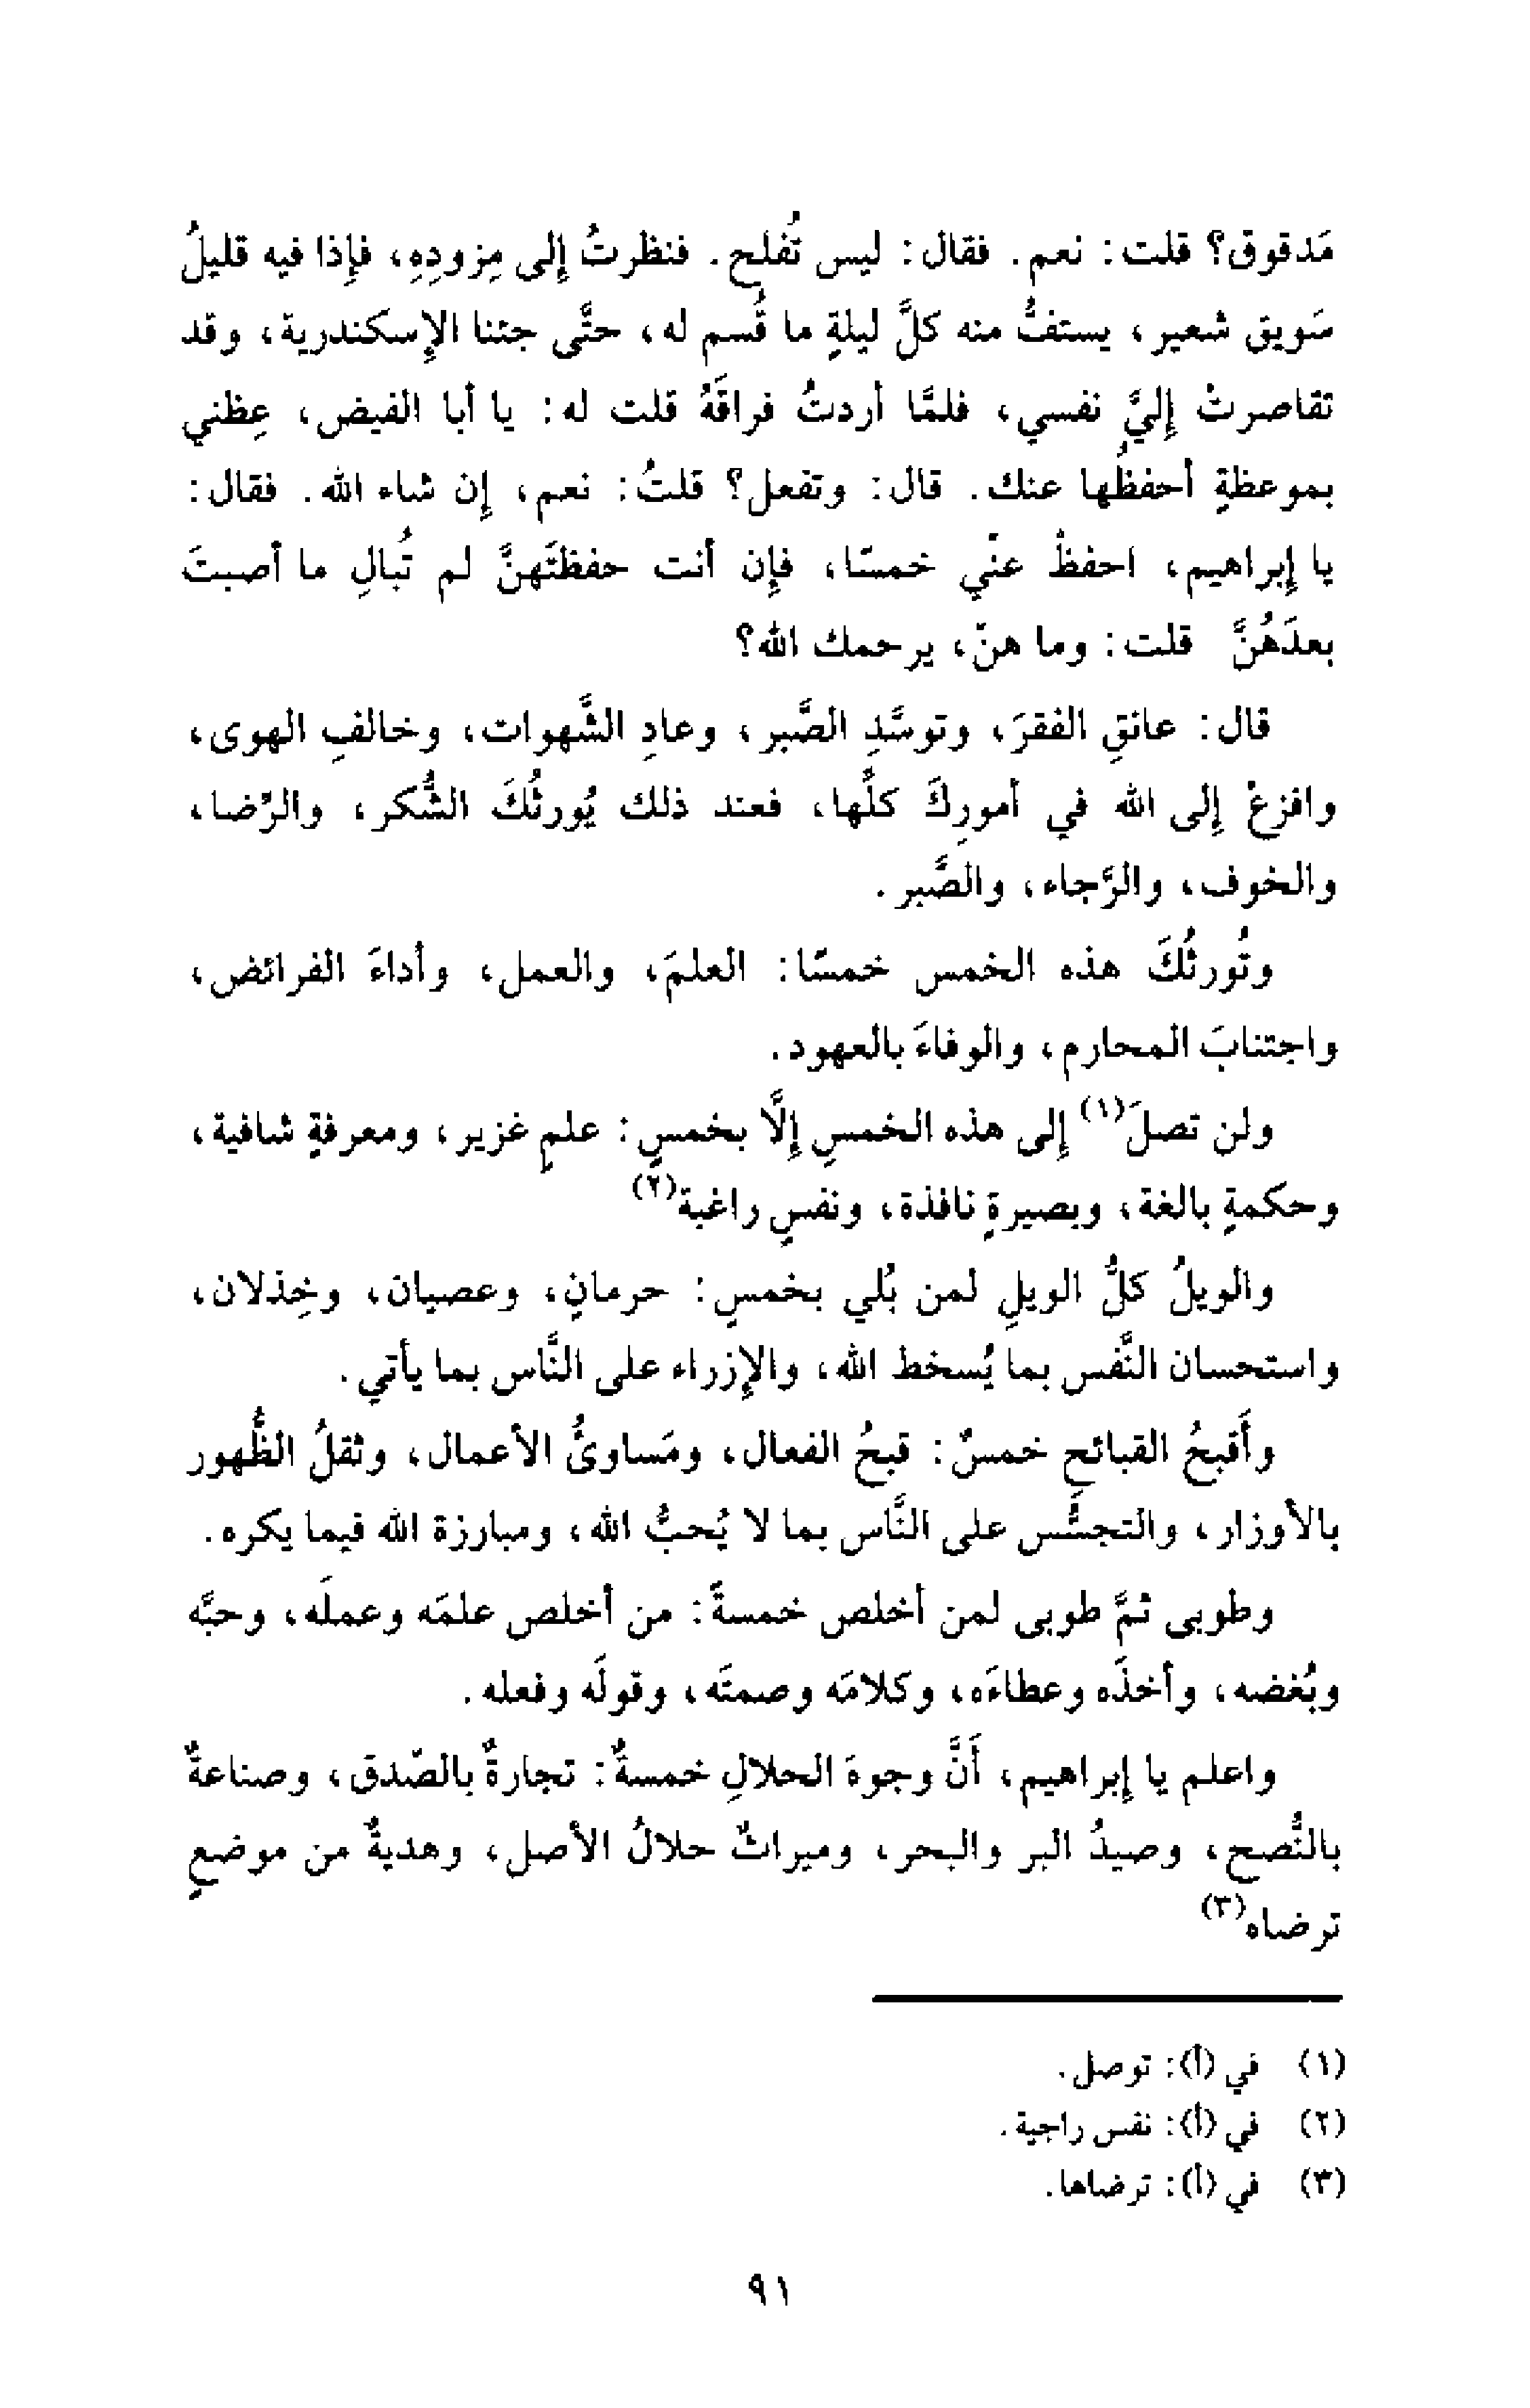 مَدقوق؟ قلت: نعم. فقال: ليس تُفلح. فنظرتُ إلى مِزودِهِ، فإذا فيه قليلُ
سَويق شعير، يستفُّ منه كلَّ ليلةٍ ما قُسم له، حتَّى جئنا الإسكندرية، وقد
تقاصرتْ إليَّ نفسي، فلمَّا أردتُ فراقَهُ قلت له: يا أبا الفيض، عِظني
بموعظةٍ أحفظُها عنك. قال: وتفعل؟ قلتُ: نعم، إن شاء الله. فقال:
يا إبراهيم، احفظْ عنّي خمسًا، فإن أنت حفظتَهنَّ لم تُبالِ ما أصبتَ
بعدَهُنَّ قلت: وما هنّ، يرحمك الله؟
قال: عانقِ الفقرَ، وتوسَّدِ الصَّبر، وعادِ الشَّهوات، وخالفِ الهوى،
وافزعْ إلى الله في أمورِكَ كلِّها، فعند ذلك يُورثُكَ الشُّكر، والرِّضا،
والخوف، والرَّجاء، والصَّبر.
وتُورثُكَ هذه الخمس خمسًا: العلمَ، والعمل، وأداءَ الفرائض،
واجتنابَ المحارم، والوفاءَ بالعهود.
ولن تصلَ(١) إلى هذه الخمسِ إلَّا بخمسٍ: علمٍ غزير، ومعرفةٍ شافية،
وحكمةٍ بالغة، وبصيرةٍ نافذة، ونفسٍ راغبة(٢)
والويلُ كلُّ الويلِ لمن بُلي بخمسٍ: حرمانٍ، وعصيان، وخِذلان،
واستحسان النَّفس بما يُسخط الله، والإزراء على النَّاس بما يأتي.
وأقبحُ القبائح خمسٌ: قبحُ الفعال، ومَساوئُ الأعمال، وثقلُ الظُّهور
بالأوزار، والتجسُّس على النَّاس بما لا يُحبُّ الله، ومبارزة الله فيما يكره.
وطوبى ثمَّ طوبى لمن أخلص خمسةً: من أخلص علمَه وعملَه، وحبَّه
وبُغضه، وأخذَه وعطاءَه، وكلامَه وصمتَه، وقولَه وفعله.
واعلم يا إبراهيم، أَنَّ وجوهَ الحلالِ خمسةٌ: تجارةٌ بالصّدق، وصناعةٌ
بالنُّصح، وصيدُ البر والبحر، وميراثٌ حلالُ الأصل، وهديةٌ من موضعٍ
ترضاه(٣)
(١) في (أ): توصل.
(٢) في (أ): نفس راجية.
(٣) في (أ): ترضاها.
٩١